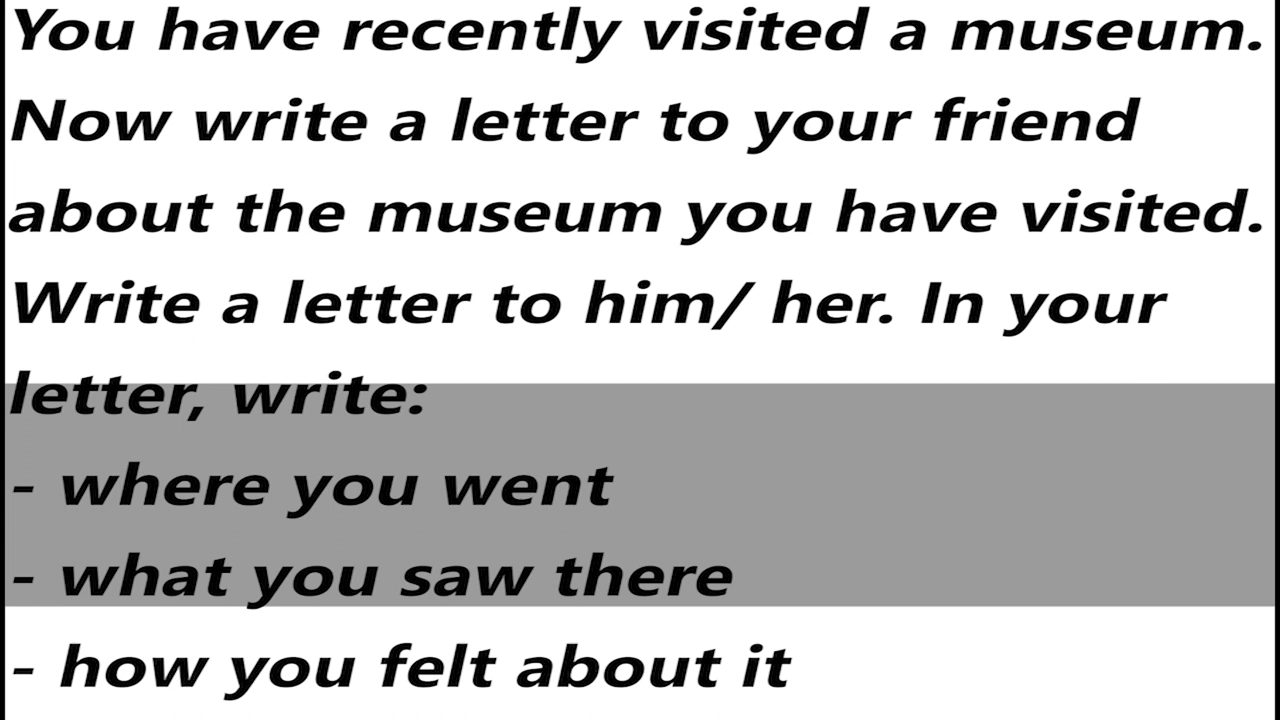 You have recently visited a museum.
Now write a letter to your friend
about the museum you have visited.
Write a letter to him/ her. In your
letter, write:
- where you went
- what you saw there
- how you felt about it